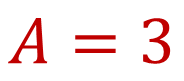 A = 3